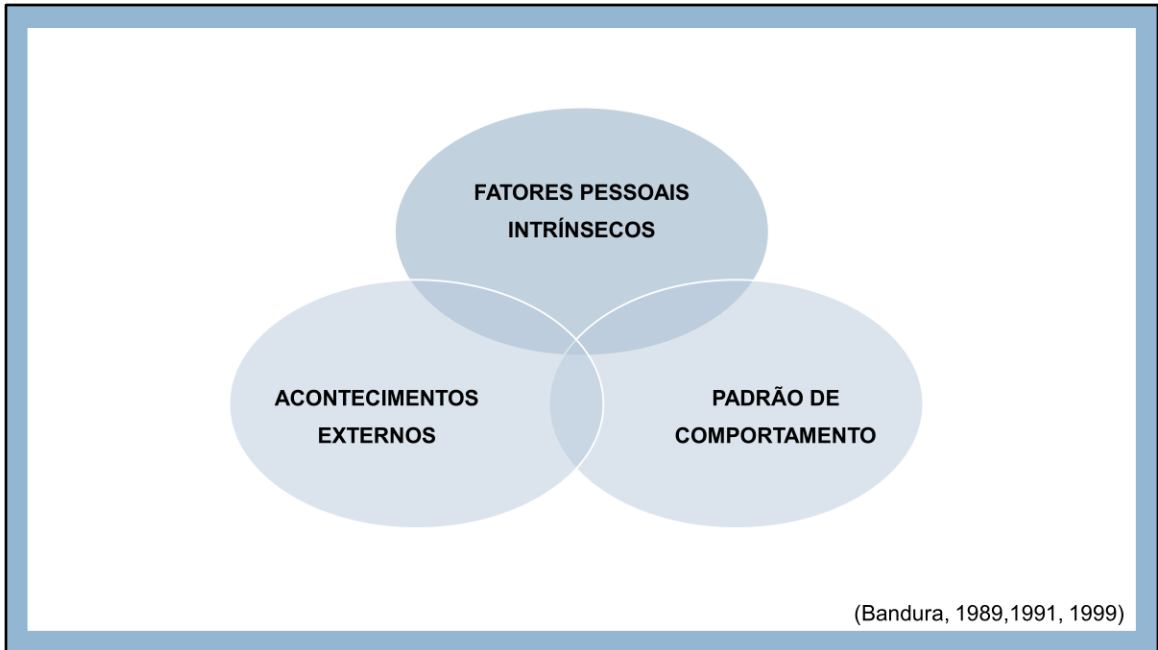 FATORES PESSOAIS
INTRÍNSECOS
ACONTECIMENTOS
EXTERNOS
PADRÃO DE
COMPORTAMENTO
(Bandura, 1989,1991, 1999)